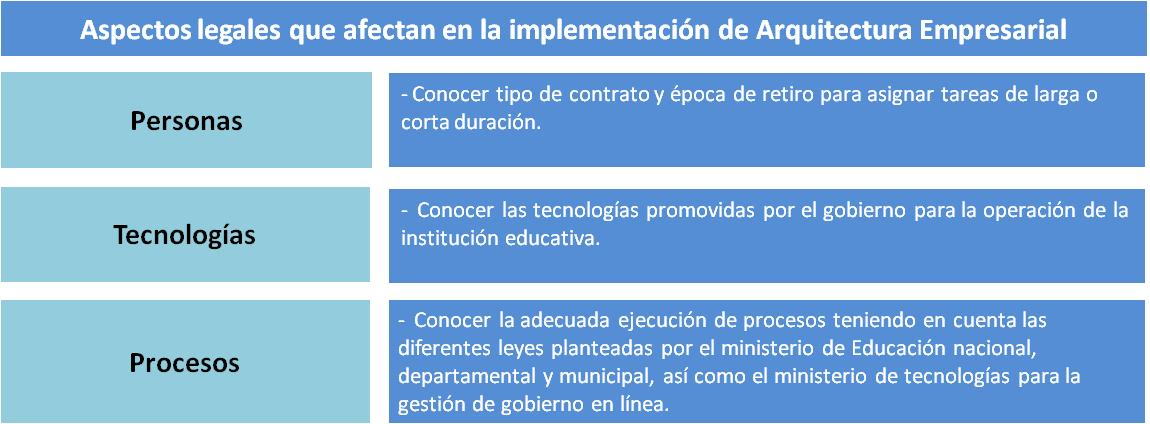 Aspectos legales que afectan en la implementación de Arquitectura Empresarial
Personas
- Conocer tipo de contrato y época de retiro para asignar tareas de larga o
corta duración.
Tecnologías
- Conocer las tecnologías promovidas por el gobierno para la operación de la
institución educativa.
Procesos
- Conocer la adecuada ejecución de procesos teniendo en cuenta las
diferentes leyes planteadas por el ministerio de Educación nacional,
departamental y municipal, así como el ministerio de tecnologías para la
gestión de gobierno en línea.